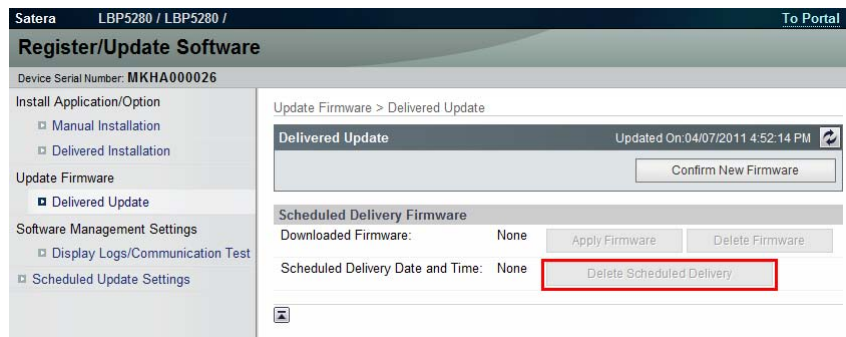 Satera LBP5280 / LBP5280 / To Portal
Register/Update Software
Device Serial Number: MKHA000026
Install Application/Option
Manual Installation
Delivered Installation
Update Firmware
Delivered Update
Software Management Settings
Display Logs/Communication Test
Scheduled Update Settings
Update Firmware > Delivered Update
Delivered Update Updated On:04/07/2011 4:52:14 PM
Confirm New Firmware
Scheduled Delivery Firmware
Downloaded Firmware: None Apply Firmware Delete Firmware
Scheduled Delivery Date and Time: None Delete Scheduled Delivery